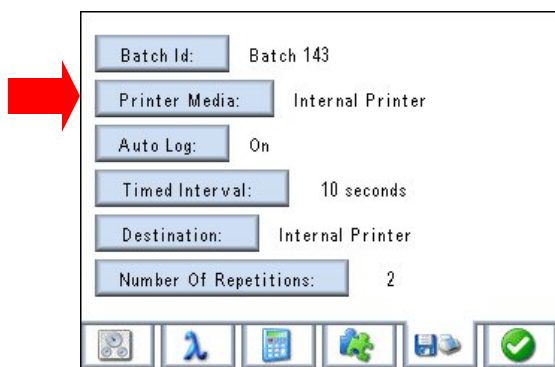 Batch Id: Batch 143
Printer Media: Internal Printer
Auto Log: On
Timed Interval: 10 seconds
Destination: Internal Printer
Number Of Repetitions: 2
λ